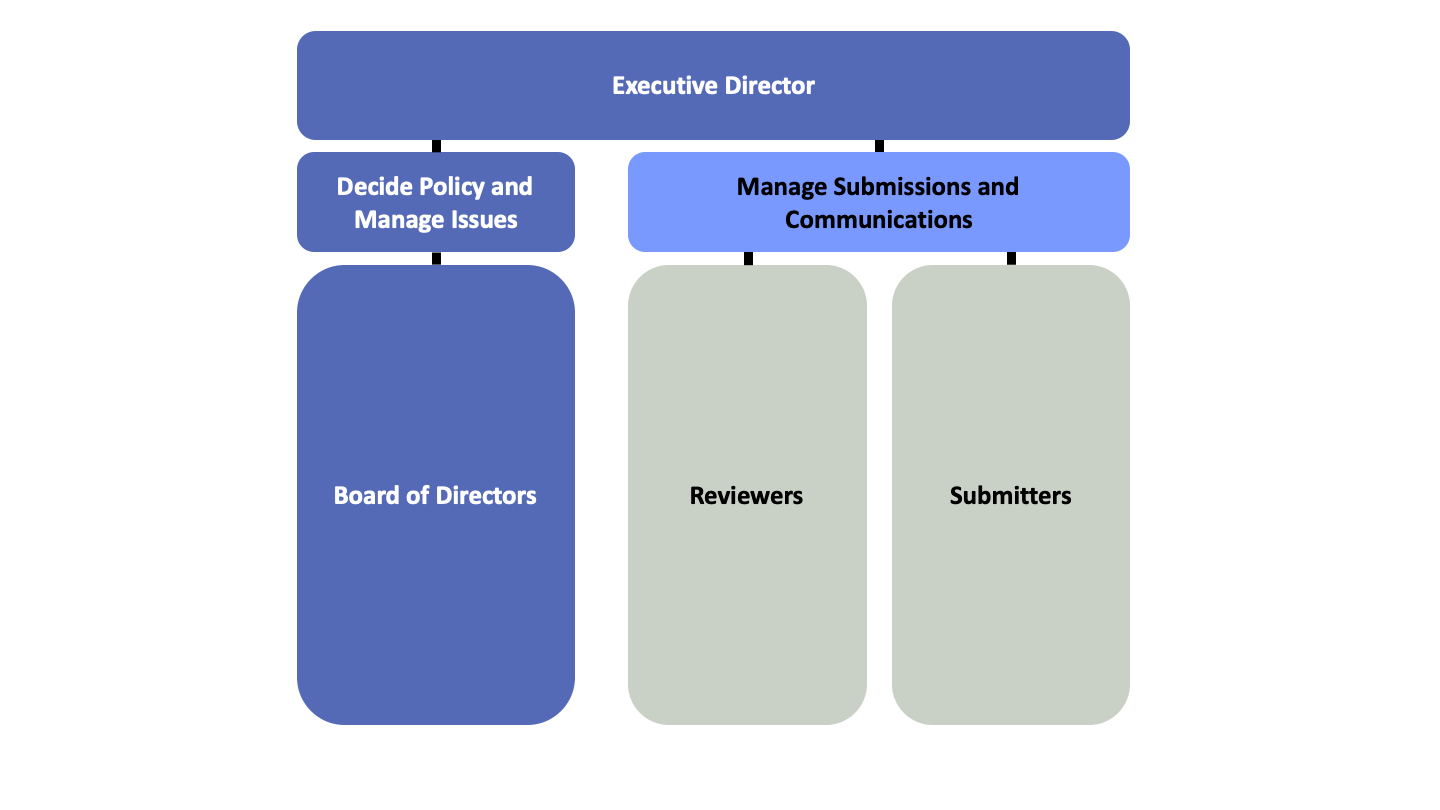 Executive Director
Decide Policy and
Manage Issues
Manage Submissions and
Communications
Board of Directors
Reviewers
Submitters